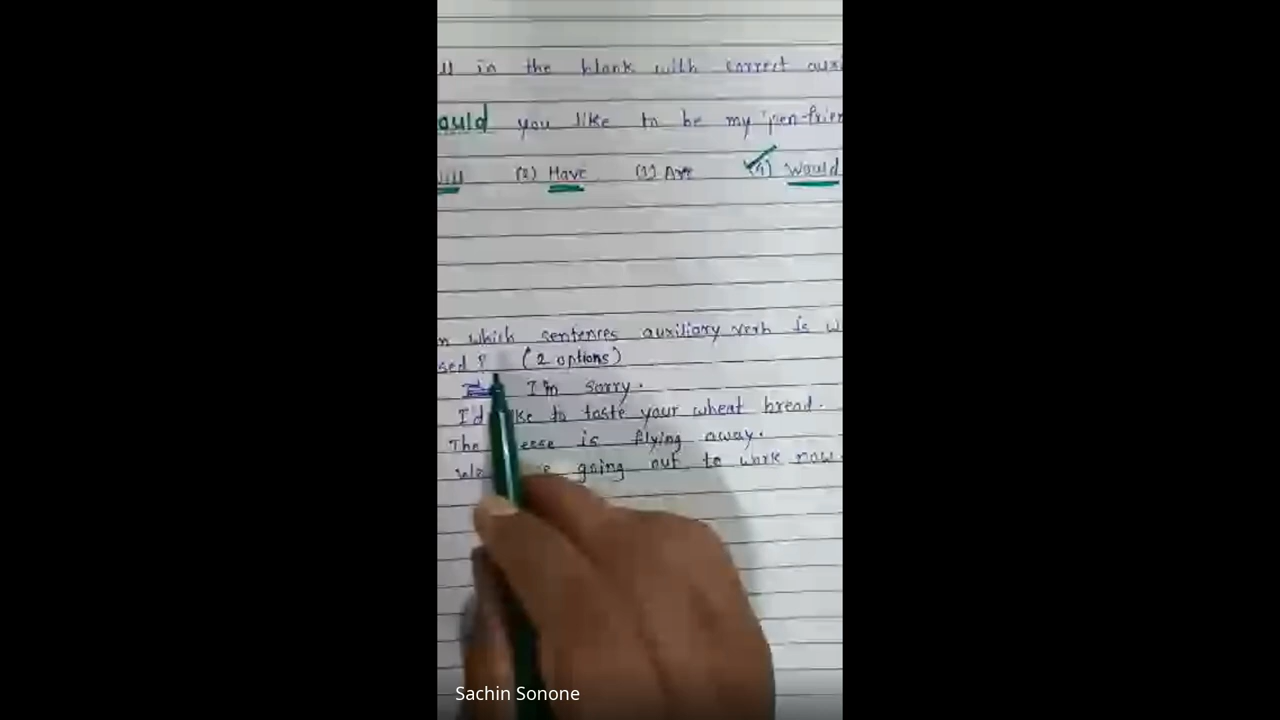 in the blank with correct
ould you like to be my pen-frien
(2) Have (3) Are (4) Would
which sentences auxiliary verb is w
sed ? (2 options)
I'm sorry.
I'd to taste your wheat bread.
The is flying away.
going out to work now.
Sachin Sonone